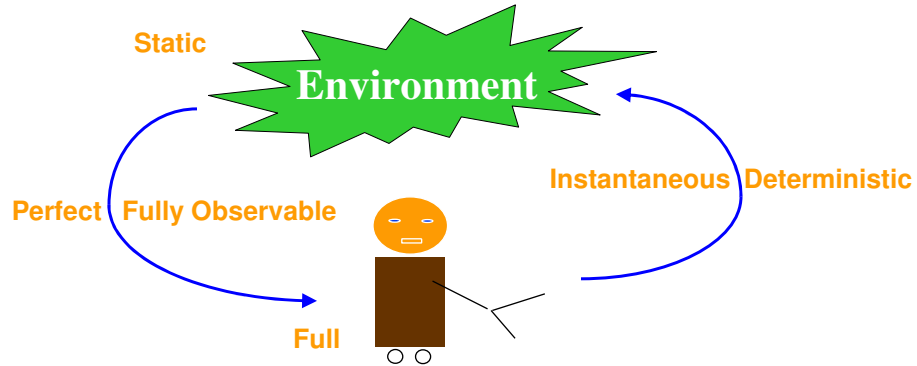 Static
Environment
Instantaneous Deterministic
Perfect Fully Observable
Full